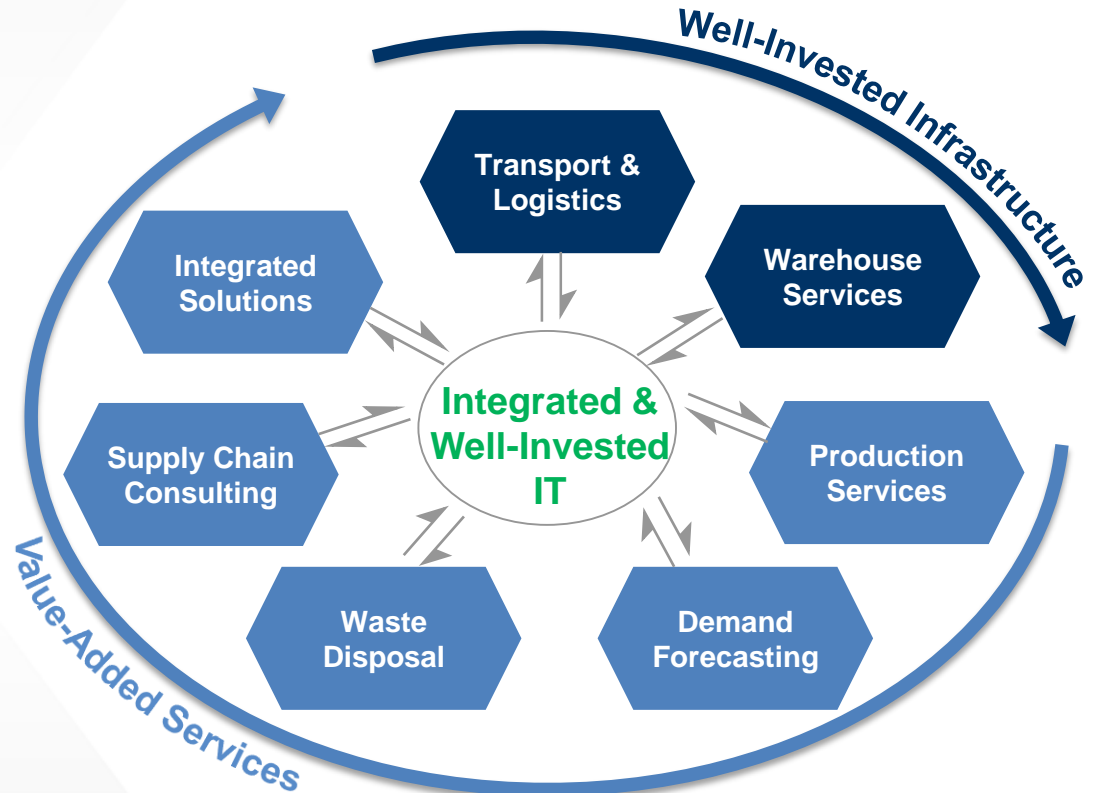 Well-Invested Infrastructure
Transport &
Logistics
Warehouse
Services
Integrated
Solutions
Integrated &
Well-Invested
IT
Supply Chain
Consulting
Production
Services
Waste
Disposal
Demand
Forecasting
Value-Added Services